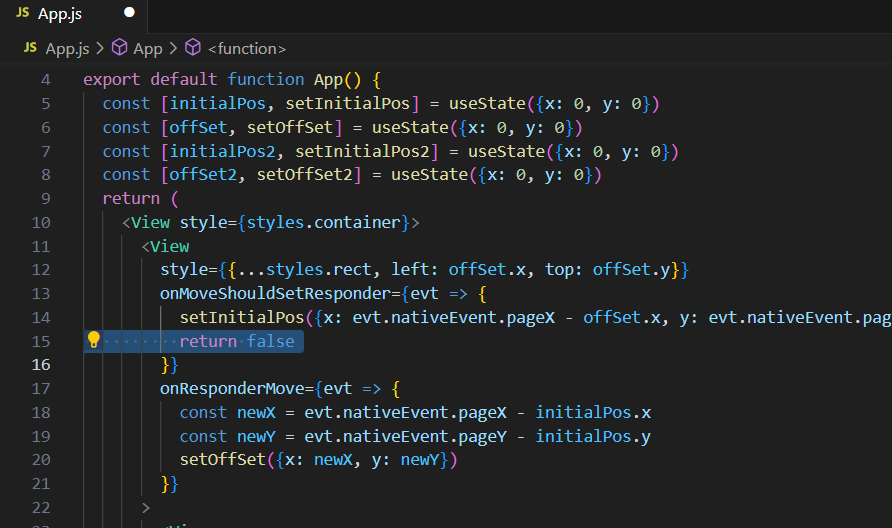 JS App.js
JS App.js > App > <function>
4 export default function App() {
5 const [initialPos, setInitialPos] = useState({x: 0, y: 0})
6 const [offSet, setOffSet] = useState({x: 0, y: 0})
7 const [initialPos2, setInitialPos2] = useState({x: 0, y: 0})
8 const [offSet2, setOffSet2] = useState({x: 0, y: 0})
9 return (
10 <View style={styles.container}>
11 <View
12 style={{...styles.rect, left: offSet.x, top: offSet.y}}
13 onMoveShouldSetResponder={evt => {
14 setInitialPos({x: evt.nativeEvent.pageX - offSet.x, y: evt.nativeEvent.pag
15 return false
16 }}
17 onResponderMove={evt => {
18 const newX = evt.nativeEvent.pageX - initialPos.x
19 const newY = evt.nativeEvent.pageY - initialPos.y
20 setOffSet({x: newX, y: newY})
21 }}
22 >